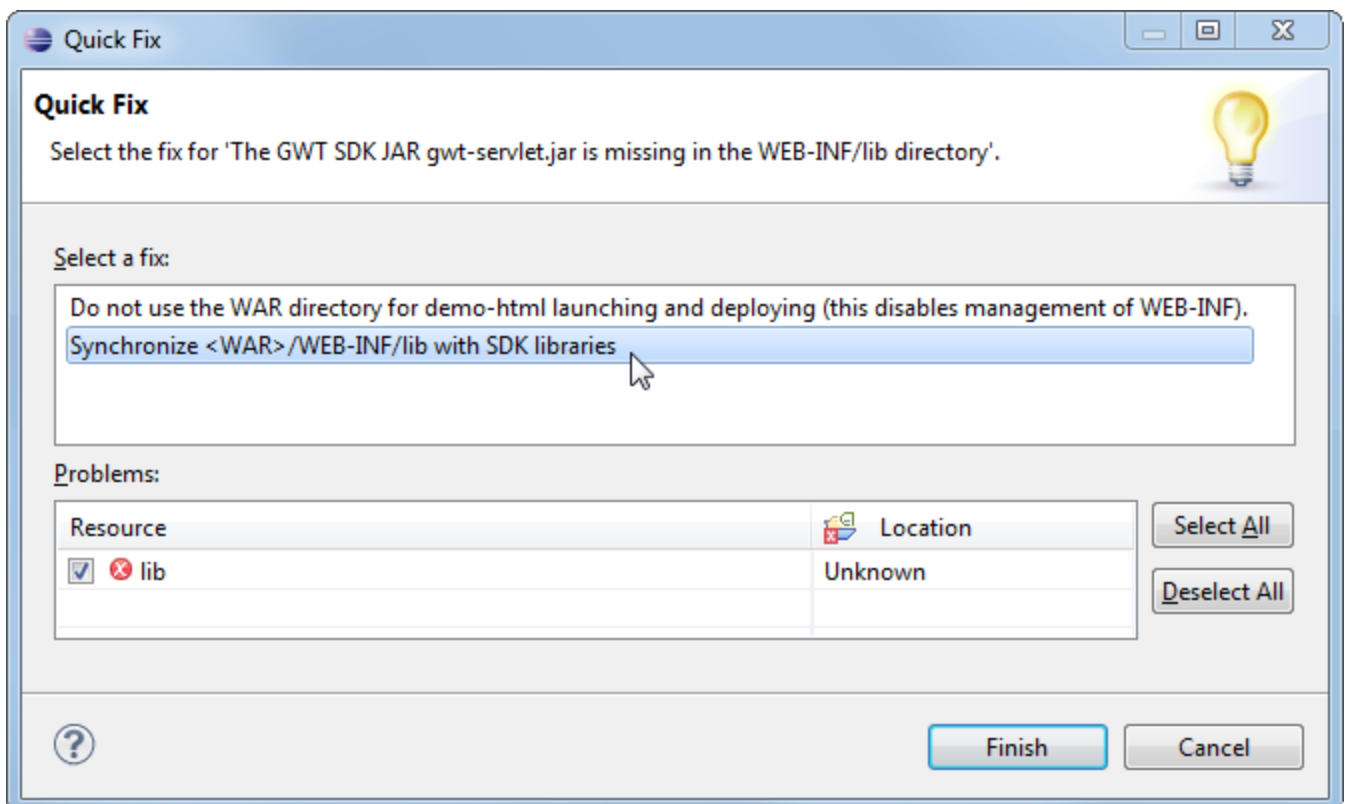 Quick Fix
Quick Fix
Select the fix for 'The GWT SDK JAR gwt-servlet.jar is missing in the WEB-INF/lib directory'.
Select a fix:
Do not use the WAR directory for demo-html launching and deploying (this disables management of WEB-INF).
Synchronize <WAR>/WEB-INF/lib with SDK libraries
Problems:
Resource Location
Select All
lib Unknown
Deselect All
Finish Cancel